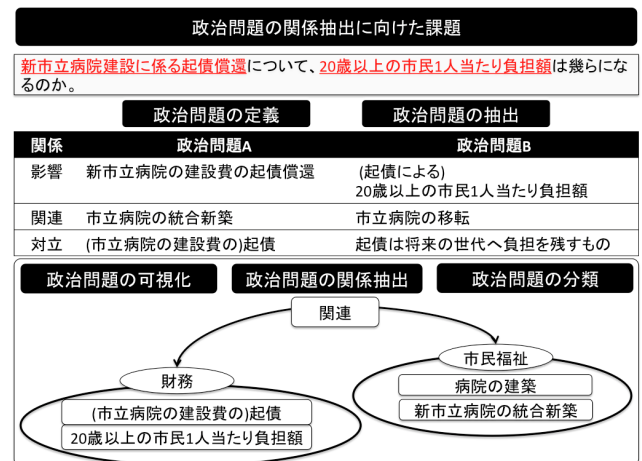 政治問題の関係抽出に向けた課題
新市立病院建設に係る起債償還について、20歳以上の市民1人当たり負担額は幾らにな
るのか。
政治問題の定義
政治問題の抽出
関係 政治問題A 政治問題B
影響 新市立病院の建設費の起債償還 (起債による)
20歳以上の市民1人当たり負担額
関連 市立病院の統合新築 市立病院の移転
対立 (市立病院の建設費の)起債 起債は将来の世代へ負担を残すもの
政治問題の可視化
政治問題の関係抽出
政治問題の分類
関連
財務
(市立病院の建設費の)起債
20歳以上の市民1人当たり負担額
市民福祉
病院の建築
新市立病院の統合新築